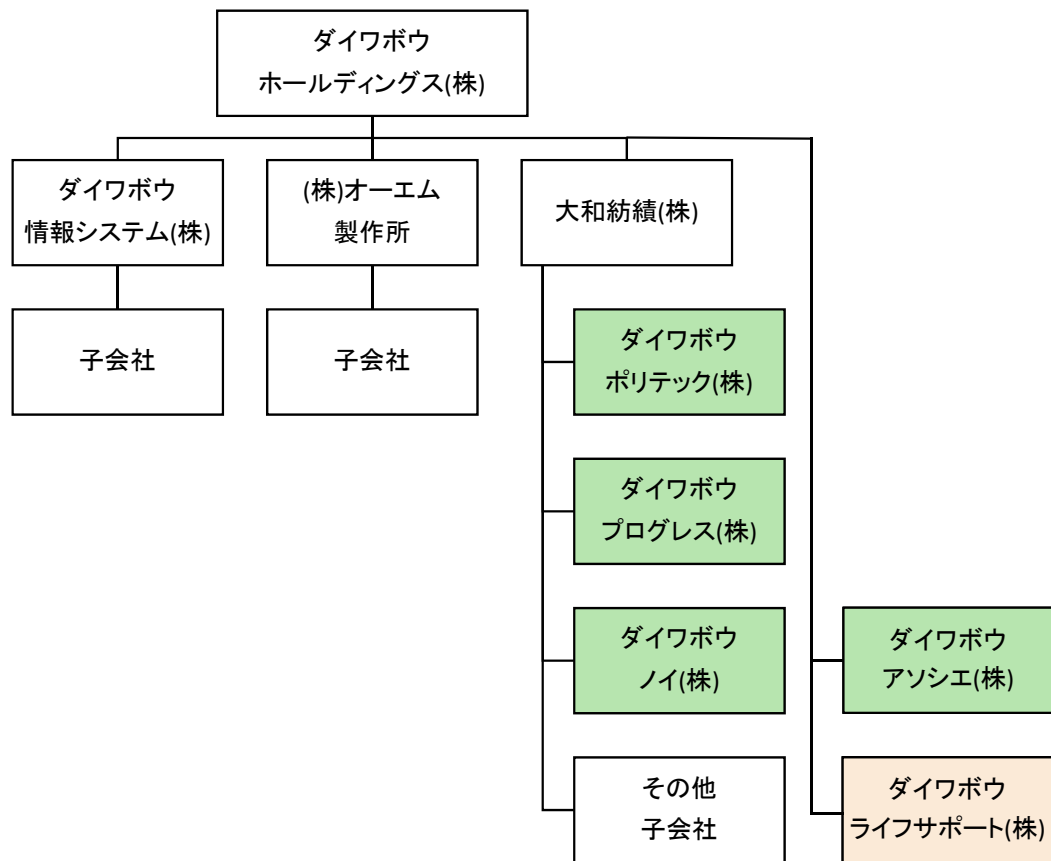 ダイワボウ
ホールディングス(株)
ダイワボウ
情報システム(株)
(株)オーエム
製作所
大和紡績(株)
子会社
子会社
ダイワボウ
ポリテック(株)
ダイワボウ
プログレス(株)
ダイワボウ
ノイ(株)
ダイワボウ
アソシエ(株)
その他
子会社
ダイワボウ
ライフサポート(株)